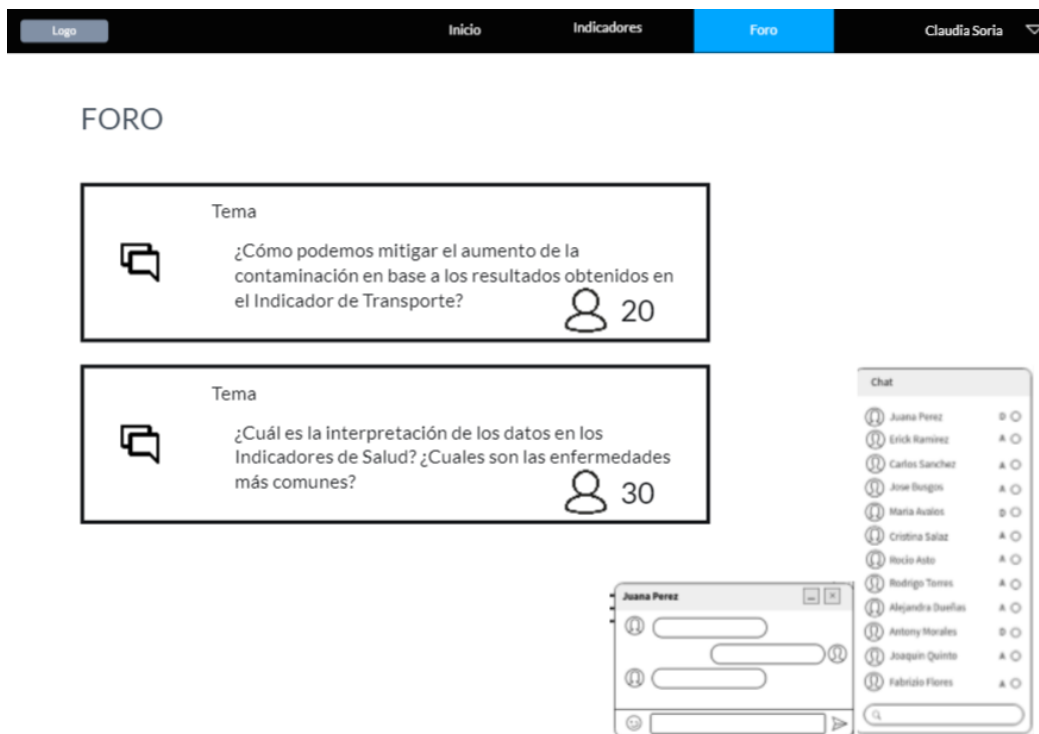 Logo
Inicio
Indicadores
Foro
Claudia Soria
FORO
Tema
¿Cómo podemos mitigar el aumento de la
contaminación en base a los resultados obtenidos en
el Indicador de Transporte?
20
Tema
¿Cuál es la interpretación de los datos en los
Indicadores de Salud? ¿Cuales son las enfermedades
más comunes?
30
Chat
Juana Perez D
Erick Ramirez A
Carlos Sanchez A
Jose Busgos A
Maria Avales D
Cristina Salaz A
Rocio Asto A
Rodrigo Torres A
Alejandra Dueñas A
Antony Morales D
Joaquin Quinto A
Fabrizio Flores A
Juana Perez